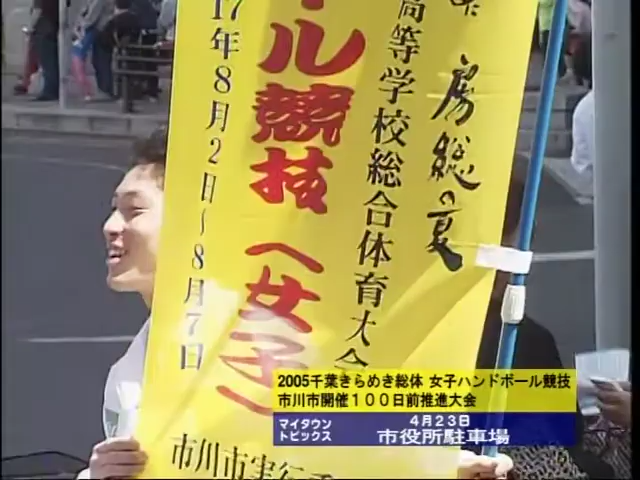 房総の夏
高等学校総合体育大会
ル競技
（女子）
17年8月2日～8月7日
市川市実行
2005千葉きらめき総体 女子ハンドボール競技
市川市開催１００日前推進大会
マイタウン
トピックス
４月２３日
市役所駐車場